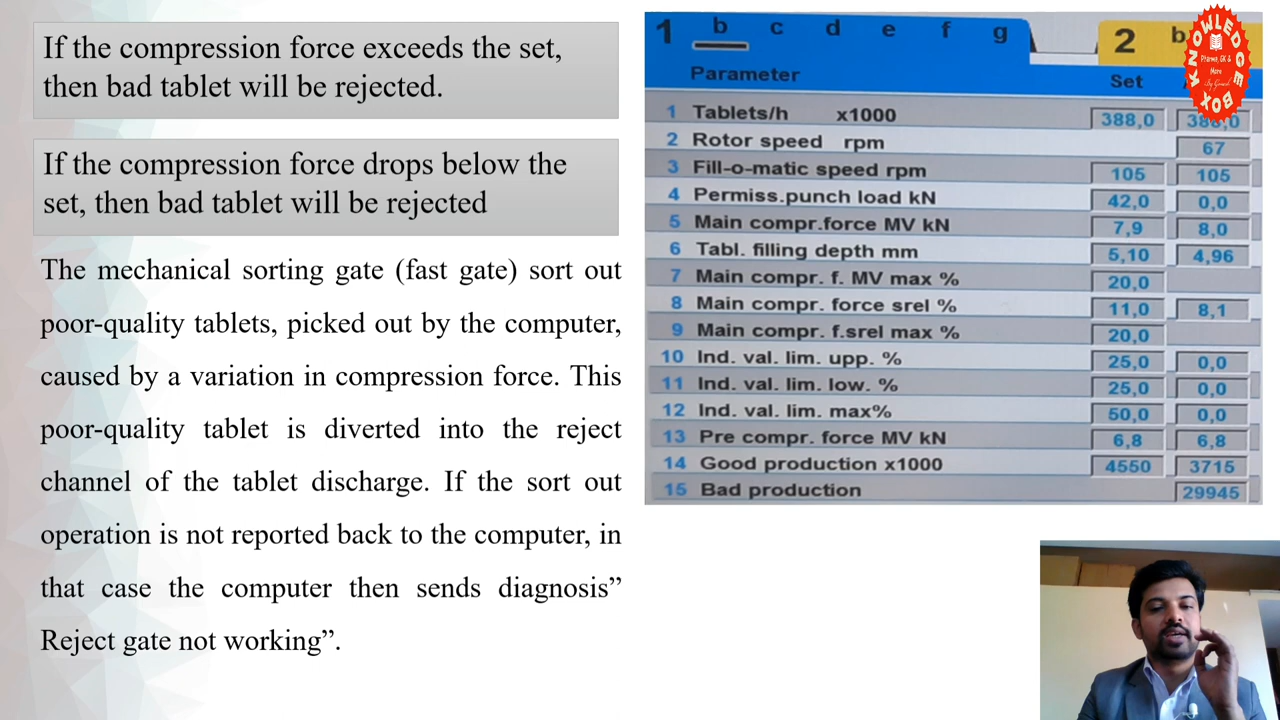 If the compression force exceeds the set,
then bad tablet will be rejected.
If the compression force drops below the
set, then bad tablet will be rejected
The mechanical sorting gate (fast gate) sort out
poor-quality tablets, picked out by the computer,
caused by a variation in compression force. This
poor-quality tablet is diverted into the reject
channel of the tablet discharge. If the sort out
operation is not reported back to the computer, in
that case the computer then sends diagnosis”
Reject gate not working”.
1 b c d e f g 2 b
Parameter Set
1 Tablets/h x1000 388,0
2 Rotor speed rpm 67
3 Fill-o-matic speed rpm 105 105
4 Permiss.punch load kN 42,0 0,0
5 Main compr.force MV kN 7,9 8,0
6 Tabl. filling depth mm 5,10 4,96
7 Main compr. f. MV max % 20,0
8 Main compr. force srel % 11,0 8,1
9 Main compr. f.srel max % 20,0
10 Ind. val. lim. upp. % 25,0 0,0
11 Ind. val. lim. low. % 25,0 0,0
12 Ind. val. lim. max% 50,0 0,0
13 Pre compr. force MV kN 6,8 6,8
14 Good production x1000 4550 3715
15 Bad production 29945
KNOWLEDGE BOX
Pharma, GK &
More